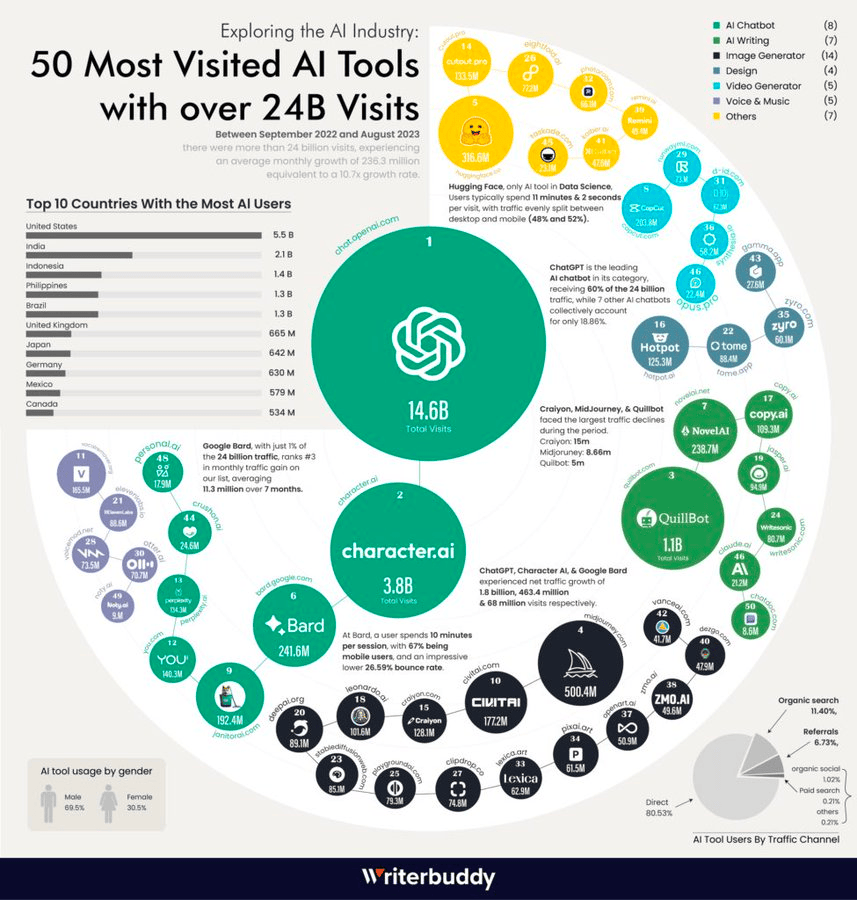 Exploring the AI Industry:
50 Most Visited AI Tools
with over 24B Visits
Between September 2022 and August 2023
there were more than 24 billion visits, experiencing
an average monthly growth of 236.3 million
equivalent to a 10.7x growth rate.
AI Chatbot (8)
AI Writing (7)
Image Generator (14)
Design (4)
Video Generator (5)
Voice & Music (5)
Others (7)
Top 10 Countries With the Most AI Users
United States
5.5 B
India
2.1 B
Indonesia
1.4 B
Philippines
1.3 B
Brazil
1.3 B
United Kingdom
665 M
Japan
642 M
Germany
630 M
Mexico
579 M
Canada
534 M
cutout.pro
14
cutout.pro
133.5M
eightfold.ai
26
77.2M
photoroom.com
32
66.1M
remini.ai
39
Remini
48.4M
5
316.6M
huggingface.co
taskade.com
45
23.7M
kaiber.ai
41
47.6M
Hugging Face, only AI tool in Data Science,
Users typically spend 11 minutes & 2 seconds
per visit, with traffic evenly split between
desktop and mobile (48% and 52%).
runwayml.com
29
73M
d-id.com
31
67.3M
8
CapCut
203.8M
capcut.com
36
58.2M
46
22.4M
opus.pro
gamma.app
43
27.6M
zyro.com
35
zyro
60.1M
22
tome
88.4M
tome.app
16
Hotpot
125.3M
hotpot.ai
chat.openai.com
1
14.6B
Total Visits
ChatGPT is the leading
AI chatbot in its category,
receiving 60% of the 24 billion
traffic, while 7 other AI chatbots
collectively account
for only 18.86%.
Craiyon, MidJourney, & Quillbot
faced the largest traffic declines
during the period.
Craiyon: 15m
Midjoruney: 8.66m
Quilbot: 5m
novelai.net
7
NovelAI
238.7M
copy.ai
17
copy.ai
109.3M
jasper.ai
19
94.9M
quillbot.com
3
QuillBot
1.1B
Total Visits
24
Writesonic
80.7M
writesonic.com
claude.ai
46
21.2M
chatdoc.com
50
8.6M
Google Bard, with just 1% of
the 24 billion traffic, ranks #3
in monthly traffic gain on
our list, averaging
11.3 million over 7 months.
character.ai
2
character.ai
3.8B
Total Visits
ChatGPT, Character AI, & Google Bard
experienced net traffic growth of
1.8 billion, 463.4 million
& 68 million visits respectively.
11
V
165.5M
elevenlabs.io
21
IIElevenLabs
88.6M
voicemod.net
28
73.5M
otter.ai
30
70.7M
49
Noty.ai
9.M
noty.ai
personal.ai
48
17.9M
crushon.ai
44
24.6M
13
perplexity
134.3M
perplexity.ai
you.com
12
YOU
140.3M
9
192.4M
janitorai.com
bard.google.com
6
Bard
241.6M
At Bard, a user spends 10 minutes
per session, with 67% being
mobile users, and an impressive
lower 26.59% bounce rate.
deepai.org
20
89.1M
leonardo.ai
18
101.6M
craiyon.com
15
Craiyon
128.1M
civitai.com
10
CIVITAI
177.2M
midjourney.com
4
500.4M
vanceai.com
42
41.7M
dezgo.com
40
47.9M
zmo.ai
38
ZMO.AI
49.6M
openart.ai
37
50.9M
pixai.art
34
P
61.5M
lexica.art
33
lexica
62.9M
clipdrop.co
27
74.8M
playgroundai.com
25
79.3M
stablediffusionweb.com
23
85.1M
AI tool usage by gender
Male
69.5%
Female
30.5%
Organic search
11.40%,
Referrals
6.73%,
organic social
1.02%
Paid search
0.21%
others
0.21%
Direct
80.53%
AI Tool Users By Traffic Channel
Writerbuddy